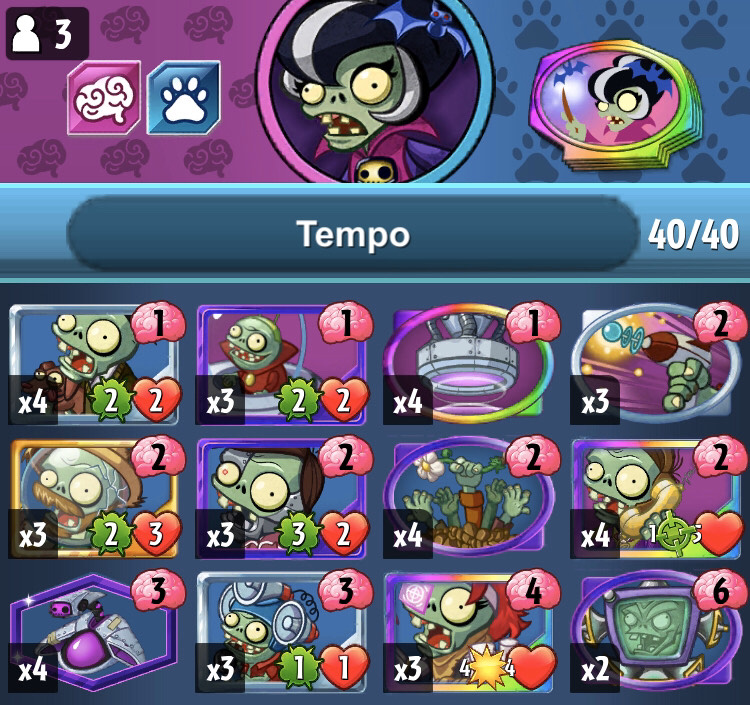 3
Tempo 40/40
1 1 1 2
x4 2 2 x3 2 2 x4 x3
2 2 2 2
x3 2 3 x3 3 2 x4 x4 1 5
3 3 4 6
x4 x3 1 1 x3 4 4 x2